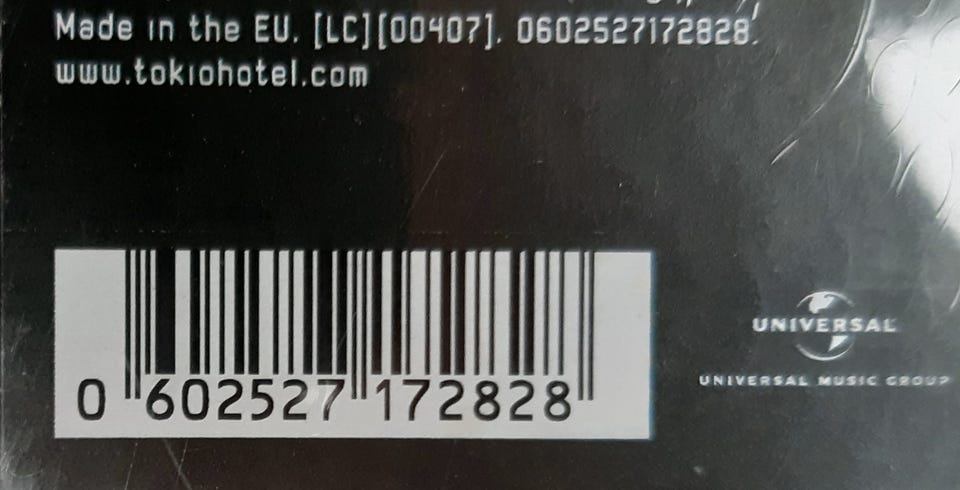 Made in the EU. [LC][00407]. 0602527172828.
www.tokiohotel.com
0 602527 172828
UNIVERSAL
UNIVERSAL MUSIC GROUP